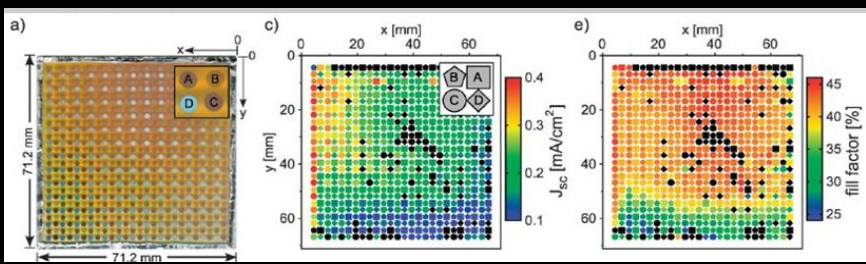 a)
x
0
0
A B
D C
y
71.2 mm
71.2 mm
c)
x [mm]
0 20 40 60
0
20
40
60
y [mm]
B A
C D
0.4
0.3
0.2
0.1
Jsc [mA/cm²]
e)
x [mm]
0 20 40 60
0
20
40
60
45
40
35
30
25
fill factor [%]